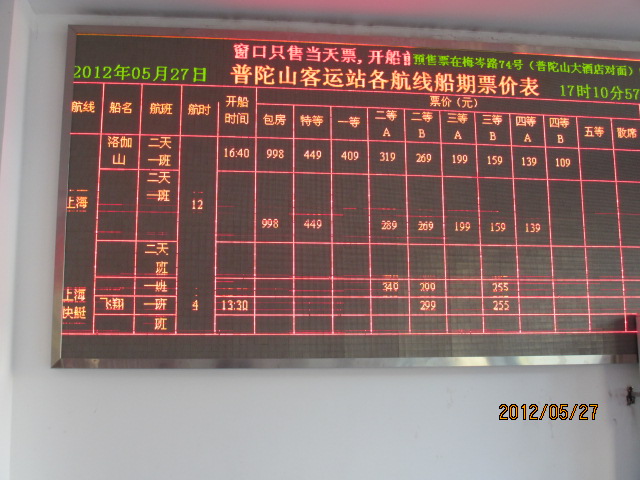 窗口只售当天票,开船前
预售票在梅岑路74号(普陀山大酒店对面)
2012年05月27日 普陀山客运站各航线船期票价表 17时10分57
航线 船名 航班 航时 开船时间 票价(元)
包房 特等 一等 二等A 二等B 三等A 三等B 四等A 四等B 五等 散席
上海 洛伽山 二天一班 12 16:40 998 449 409 319 269 199 159 139 109
二天一班 998 449 289 269 199 159 139
二天班
一班 349 299 255
上海快艇 飞翔 一班 4 13:30 299 255
班
2012/05/27